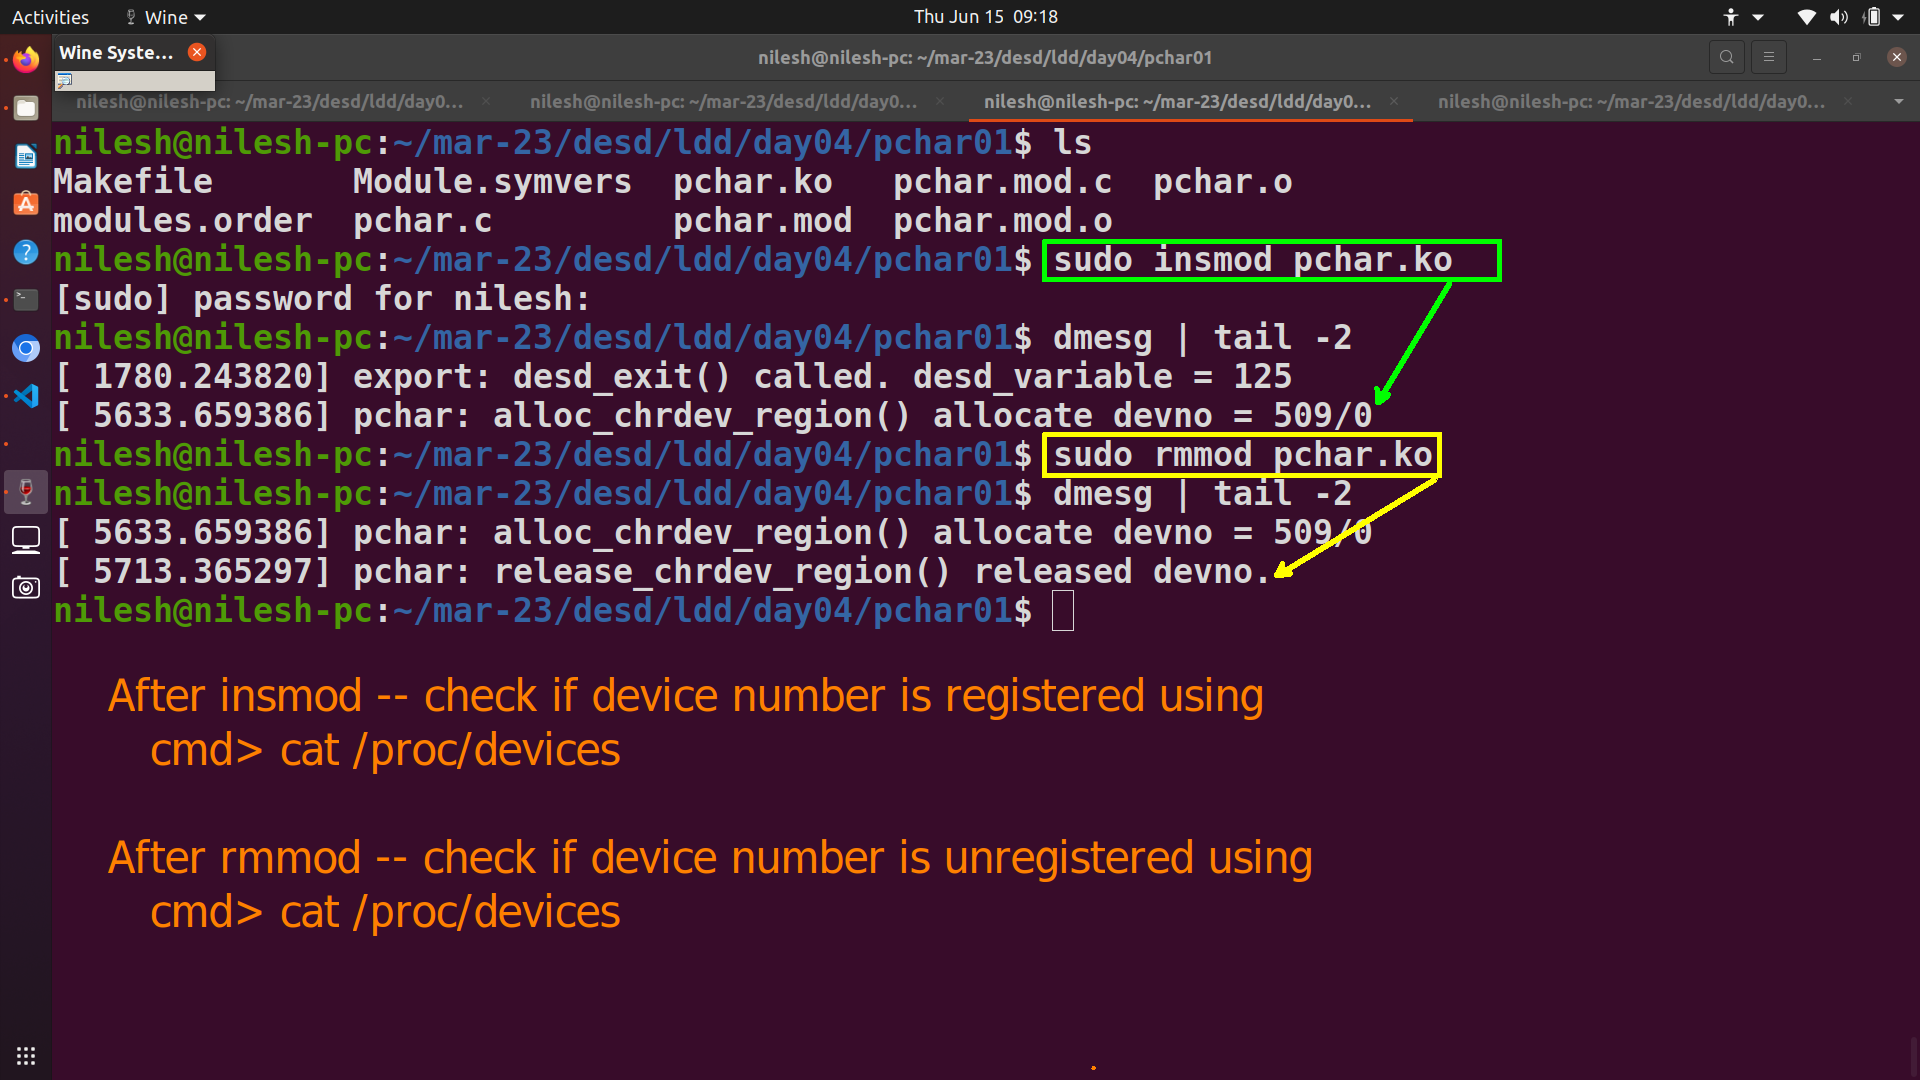 Activities Wine Thu Jun 15 09:18
Wine Syste...
nilesh@nilesh-pc: ~/mar-23/desd/ldd/day04/pchar01
nilesh@nilesh-pc: ~/mar-23/desd/ldd/day0... nilesh@nilesh-pc: ~/mar-23/desd/ldd/day0... nilesh@nilesh-pc: ~/mar-23/desd/ldd/day0... nilesh@nilesh-pc: ~/mar-23/desd/ldd/day0...
nilesh@nilesh-pc:~/mar-23/desd/ldd/day04/pchar01$ ls
Makefile Module.symvers pchar.ko pchar.mod.c pchar.o
modules.order pchar.c pchar.mod pchar.mod.o
nilesh@nilesh-pc:~/mar-23/desd/ldd/day04/pchar01$ sudo insmod pchar.ko
[sudo] password for nilesh:
nilesh@nilesh-pc:~/mar-23/desd/ldd/day04/pchar01$ dmesg | tail -2
[ 1780.243820] export: desd_exit() called. desd_variable = 125
[ 5633.659386] pchar: alloc_chrdev_region() allocate devno = 509/0
nilesh@nilesh-pc:~/mar-23/desd/ldd/day04/pchar01$ sudo rmmod pchar.ko
nilesh@nilesh-pc:~/mar-23/desd/ldd/day04/pchar01$ dmesg | tail -2
[ 5633.659386] pchar: alloc_chrdev_region() allocate devno = 509/0
[ 5713.365297] pchar: release_chrdev_region() released devno.
nilesh@nilesh-pc:~/mar-23/desd/ldd/day04/pchar01$
After insmod -- check if device number is registered using
cmd> cat /proc/devices
After rmmod -- check if device number is unregistered using
cmd> cat /proc/devices